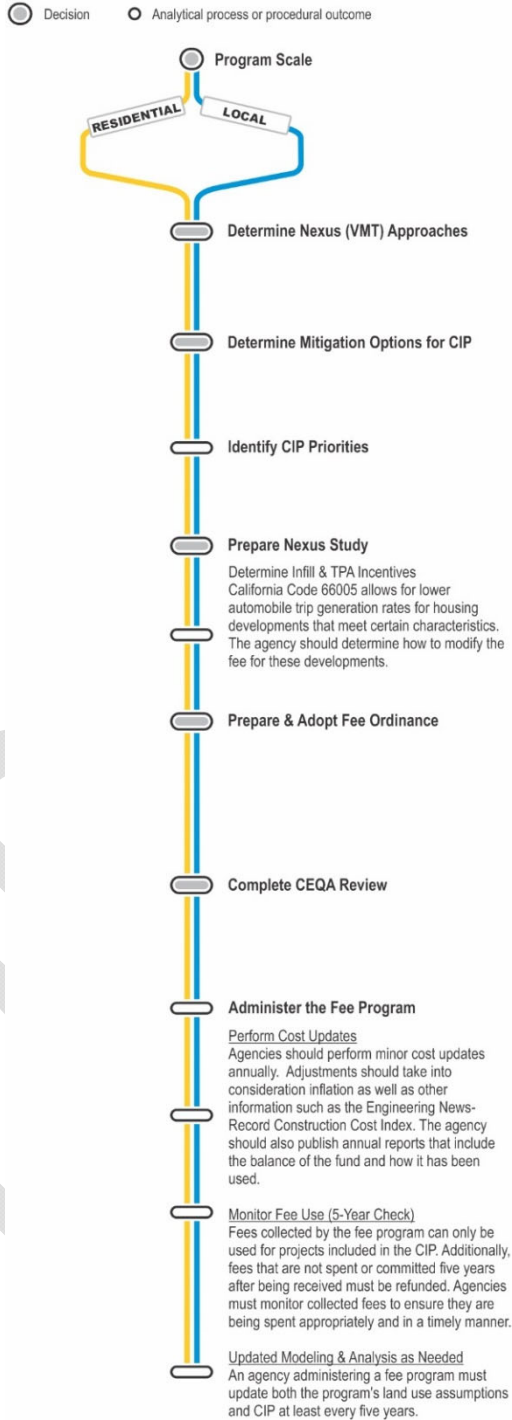 Decision
Analytical process or procedural outcome
Program Scale
RESIDENTIAL
LOCAL
Determine Nexus (VMT) Approaches
Determine Mitigation Options for CIP
Identify CIP Priorities
Prepare Nexus Study
Determine Infill & TPA Incentives
California Code 66005 allows for lower
automobile trip generation rates for housing
developments that meet certain characteristics.
The agency should determine how to modify the
fee for these developments.
Prepare & Adopt Fee Ordinance
Complete CEQA Review
Administer the Fee Program
Perform Cost Updates
Agencies should perform minor cost updates
annually. Adjustments should take into
consideration inflation as well as other
information such as the Engineering News-
Record Construction Cost Index. The agency
should also publish annual reports that include
the balance of the fund and how it has been
used.
Monitor Fee Use (5-Year Check)
Fees collected by the fee program can only be
used for projects included in the CIP. Additionally,
fees that are not spent or committed five years
after being received must be refunded. Agencies
must monitor collected fees to ensure they are
being spent appropriately and in a timely manner.
Updated Modeling & Analysis as Needed
An agency administering a fee program must
update both the program's land use assumptions
and CIP at least every five years.